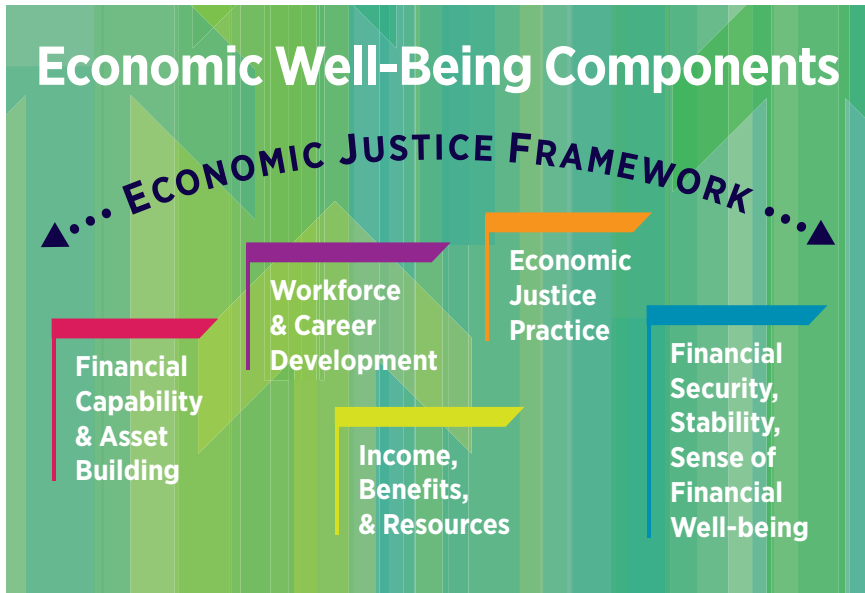 Economic Well-Being Components
ECONOMIC JUSTICE FRAMEWORK
Financial
Capability
& Asset
Building
Workforce
& Career
Development
Income,
Benefits,
& Resources
Economic
Justice
Practice
Financial
Security,
Stability,
Sense of
Financial
Well-being